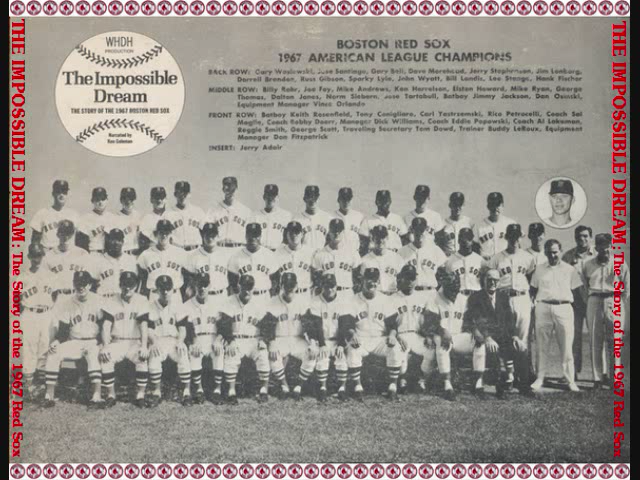 WHDH
PRODUCTION
The Impossible
Dream
THE STORY OF THE 1967 BOSTON RED SOX
Narrated by
Ken Coleman
BOSTON RED SOX
1967 AMERICAN LEAGUE CHAMPIONS
BACK ROW: Gary Waslewski, Jose Santiago, Gary Bell, Dave Morehead, Jerry Stephenson, Jim Lonborg,
Darrell Brandon, Russ Gibson, Sparky Lyle, John Wyatt, Bill Landis, Lee Stange, Hank Fischer
MIDDLE ROW: Billy Rohr, Joe Foy, Mike Andrews, Ken Harrelson, Elston Howard, Mike Ryan, George
Thomas, Dalton Jones, Norm Siebern, Jose Tartabull, Batboy Jimmy Jackson, Dan Osinski,
Equipment Manager Vince Orlando
FRONT ROW: Batboy Keith Rosenfield, Tony Conigliaro, Carl Yastrzemski, Rico Petrocelli, Coach Sal
Maglie, Coach Bobby Doerr, Manager Dick Williams, Coach Eddie Popowski, Coach Al Lakeman,
Reggie Smith, George Scott, Traveling Secretary Tom Dowd, Trainer Buddy LeRoux, Equipment
Manager Don Fitzpatrick
INSERT: Jerry Adair
THE IMPOSSIBLE DREAM: The Story of the 1967 Red Sox
THE IMPOSSIBLE DREAM: The Story of the 1967 Red Sox